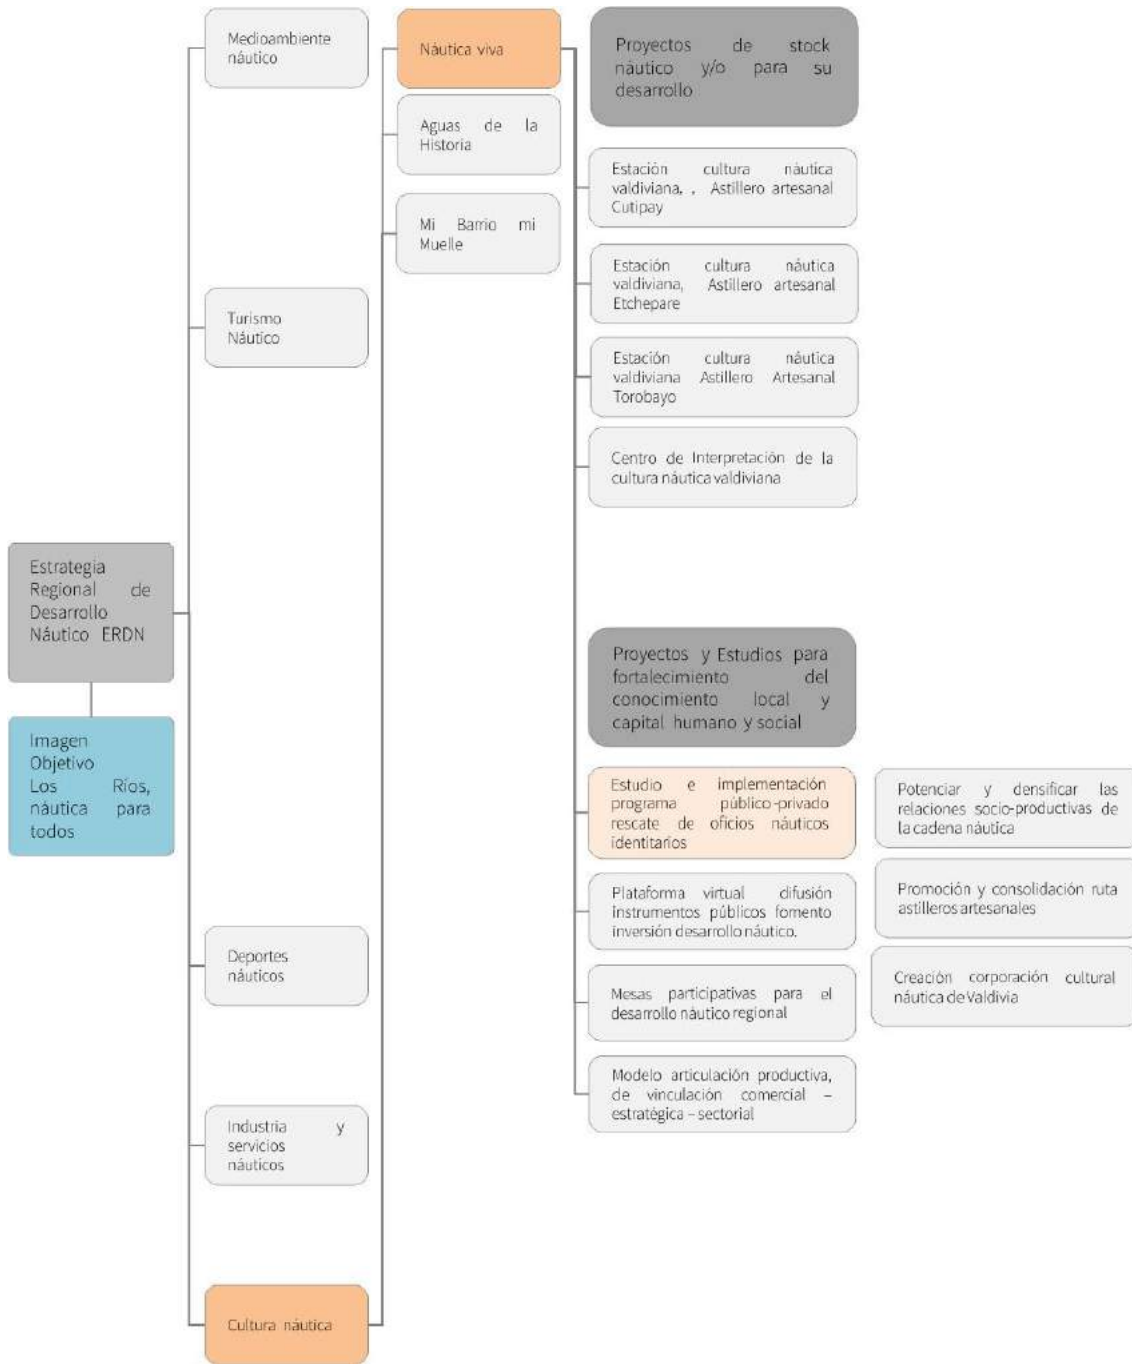 Estrategia
Regional de
Desarrollo
Náutico ERDN
Imagen
Objetivo
Los Ríos,
náutica para
todos
Medioambiente
náutico
Turismo
Náutico
Deportes
náuticos
Industria y
servicios
náuticos
Cultura náutica
Náutica viva
Aguas de la
Historia
Mi Barrio mi
Muelle
Proyectos de stock
náutico y/o para su
desarrollo
Estación cultura náutica
valdiviana, , Astillero artesanal
Cutipay
Estación cultura náutica
valdiviana, Astillero artesanal
Etchepare
Estación cultura náutica
valdiviana Astillero Artesanal
Torobayo
Centro de Interpretación de la
cultura náutica valdiviana
Proyectos y Estudios para
fortalecimiento del
conocimiento local y
capital humano y social
Estudio e implementación
programa público-privado
rescate de oficios náuticos
identitarios
Plataforma virtual difusión
instrumentos públicos fomento
inversión desarrollo náutico.
Mesas participativas para el
desarrollo náutico regional
Modelo articulación productiva,
de vinculación comercial –
estratégica – sectorial
Potenciar y densificar las
relaciones socio-productivas de
la cadena náutica
Promoción y consolidación ruta
astilleros artesanales
Creación corporación cultural
náutica de Valdivia